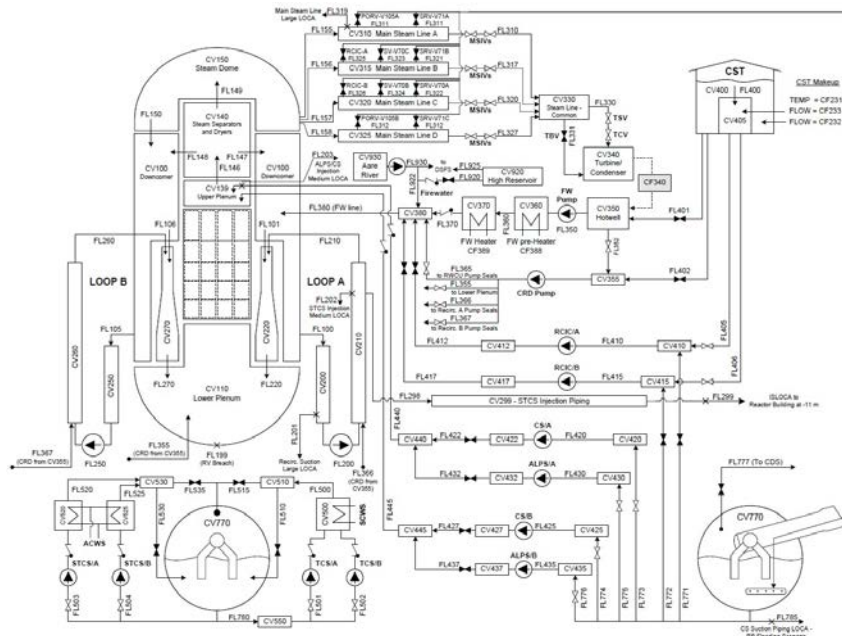 Main Steam Line
Large LOCA
FL319
PORV-V105A
FL311
SRV-V71A
FL311
FL155
CV310 Main Steam Line A
FL310
MSIVs
RCIC-A
FL325
SV-V70C
FL323
SRV-V71B
FL321
FL156
CV315 Main Steam Line B
FL317
MSIVs
RCIC-B
FL326
SV-V70B
FL324
SRV-V70A
FL322
FL157
CV320 Main Steam Line C
FL320
MSIVs
PORV-V105B
FL312
SRV-V71C
FL312
FL158
CV325 Main Steam Line D
FL327
MSIVs
CV330
Steam Line -
Common
FL330
FL331
TBV
TSV
TCV
CV340
Turbine/
Condenser
CF340
CST
CV400
FL400
CV405
CST Makeup
TEMP = CF231
FLOW = CF233
FLOW = CF232
CV150
Steam Dome
FL149
FL150
CV140
Steam Separators
and Dryers
FL148
FL147
FL146
CV100
Downcomer
CV100
Downcomer
CV139
Upper Plenum
FL203
ALPS/CS
Injection
Medium LOCA
CV930
Aare
River
FL930
to
DSFS
FL925
CV920
High Reservoir
FL920
FL922
Firewater
FL380 (FW line)
CV380
FL370
CV370
FW Heater
CF389
FL360
CV360
FW pre-Heater
CF388
FW
Pump
FL350
CV350
Hotwell
FL352
FL401
FL402
CV355
CRD Pump
FL365
to RWCU Pump Seals
FL355
to Lower Plenum
FL366
to Recirc. A Pump Seals
FL367
to Recirc. B Pump Seals
FL260
FL106
FL101
FL210
LOOP B
LOOP A
FL202
STCS Injection
Medium LOCA
FL105
FL100
CV260
CV250
CV270
CV220
CV200
CV210
FL270
FL220
CV110
Lower Plenum
FL412
CV412
RCIC/A
FL410
CV410
FL405
FL417
CV417
RCIC/B
FL415
CV415
FL406
FL298
CV299 - STCS Injection Piping
FL299
ISLOCA to
Reactor Building at -11 m
FL367
(CRD from CV355)
FL250
FL355
(CRD from CV355)
FL199
(RV Breach)
FL201
Recirc. Suction
Large LOCA
FL200
FL366
(CRD from CV355)
FL440
CV440
FL422
CV422
CS/A
FL420
CV420
FL432
CV432
ALPS/A
FL430
CV430
FL445
CV445
FL427
CV427
CS/B
FL425
CV425
FL437
CV437
ALPS/B
FL435
CV435
FL776
FL774
FL775
FL773
FL772
FL771
FL777 (To CDS)
CV770
FL785
CS Suction Piping LOCA -
FL520
FL525
CV530
FL535
FL515
CV510
FL500
CV520
CV525
ACWS
FL530
FL510
CV770
CV500
SCWS
STCS/A
STCS/B
TCS/A
TCS/B
FL503
FL504
FL780
CV550
FL501
FL502